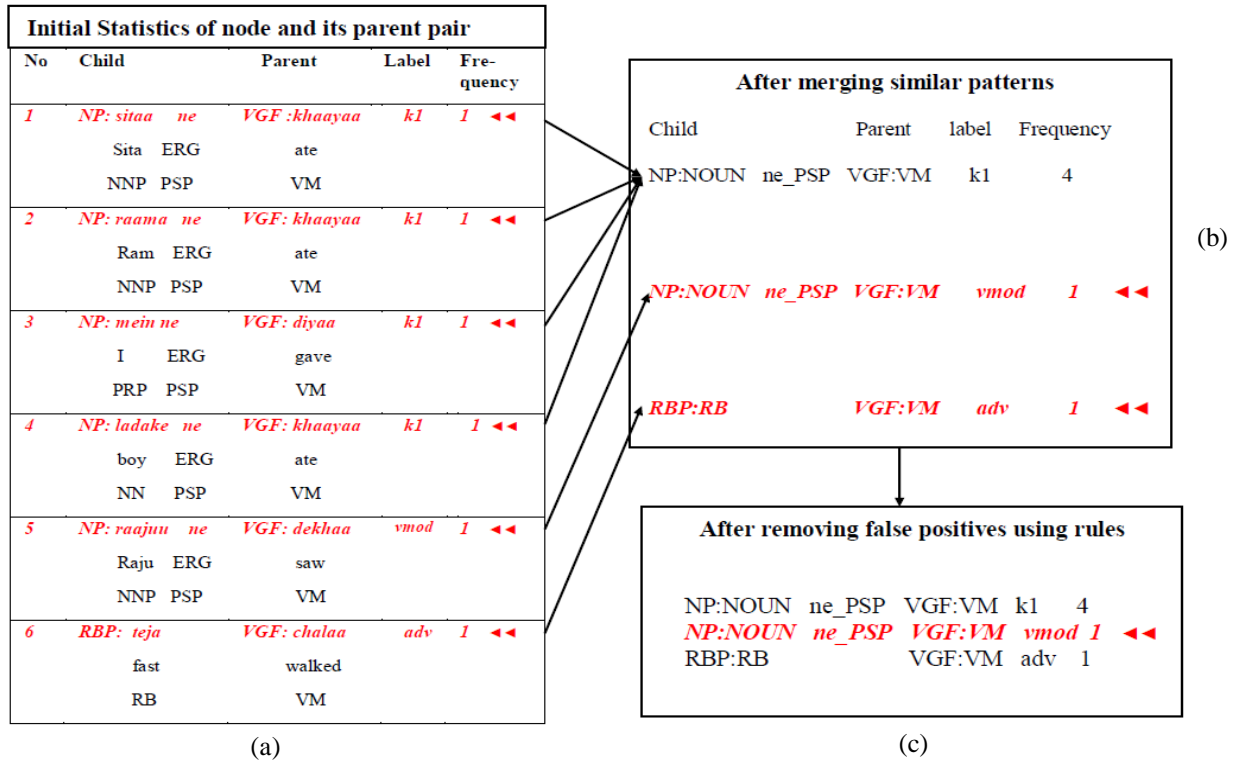 Initial Statistics of node and its parent pair
No Child Parent Label Fre-
quency
1 NP: sitaa ne VGF :khaayaa k1 1 ◄◄
Sita ERG ate
NNP PSP VM
2 NP: raama ne VGF: khaayaa k1 1 ◄◄
Ram ERG ate
NNP PSP VM
3 NP: mein ne VGF: diyaa k1 1 ◄◄
I ERG gave
PRP PSP VM
4 NP: ladake ne VGF: khaayaa k1 1 ◄◄
boy ERG ate
NN PSP VM
5 NP: raajuu ne VGF: dekhaa vmod 1 ◄◄
Raju ERG saw
NNP PSP VM
6 RBP: teja VGF: chalaa adv 1 ◄◄
fast walked
RB VM
(a)
After merging similar patterns
Child Parent label Frequency
NP:NOUN ne_PSP VGF:VM k1 4
NP:NOUN ne_PSP VGF:VM vmod 1 ◄◄
RBP:RB VGF:VM adv 1 ◄◄
(b)
After removing false positives using rules
NP:NOUN ne_PSP VGF:VM k1 4
NP:NOUN ne_PSP VGF:VM vmod 1 ◄◄
RBP:RB VGF:VM adv 1
(c)